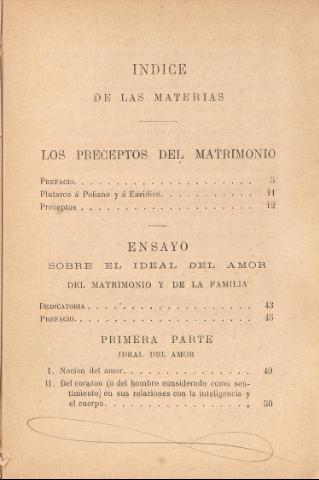 INDICE
DE LAS MATERIAS
LOS PRECEPTOS DEL MATRIMONIO
PREFACIO. . . . . . . . . . . . . . . . . . . 5
Plutarco á Poliano y á Eurídice. . . . . . . . . . 11
Preceptos . . . . . . . . . . . . . . . . . . 12
ENSAYO
SOBRE EL IDEAL DEL AMOR
DEL MATRIMONIO Y DE LA FAMILIA
DEDICATORIA . . . . . . . . . . . . . . . . . 43
PREFACIO. . . . . . . . . . . . . . . . . . . 45
PRIMERA PARTE
IDEAL DEL AMOR
I. Nocion del amor. . . . . . . . . . . . . . 49
II. Del corazon (ó del hombre considerado como sen-
timiento) en sus relaciones con la inteligencia y
el cuerpo. . . . . . . . . . . . . . . . 50